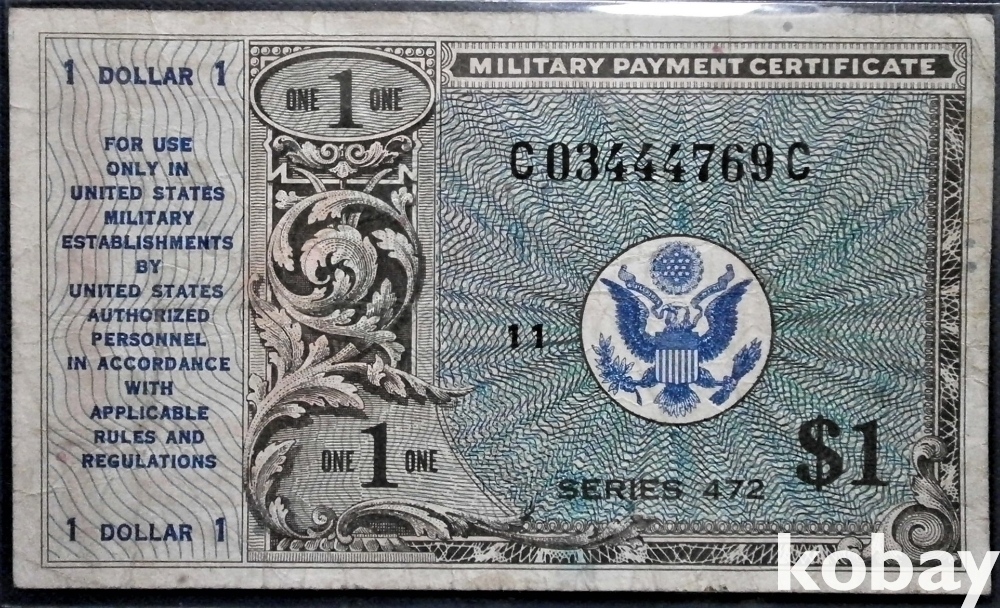 1 DOLLAR 1
FOR USE
ONLY IN
UNITED STATES
MILITARY
ESTABLISHMENTS
BY
UNITED STATES
AUTHORIZED
PERSONNEL
IN ACCORDANCE
WITH
APPLICABLE
RULES AND
REGULATIONS
1 DOLLAR 1
ONE 1 ONE
ONE 1 ONE
MILITARY PAYMENT CERTIFICATE
C03444769C
11
$1
SERIES 472
kobay